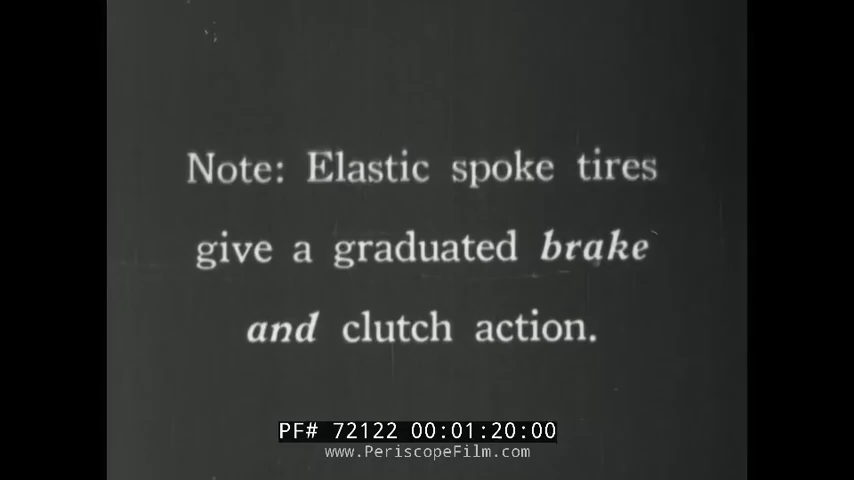 Note: Elastic spoke tires
give a graduated brake
and clutch action.
PF# 72122 00:01:20:00
www.PeriscopeFilm.com